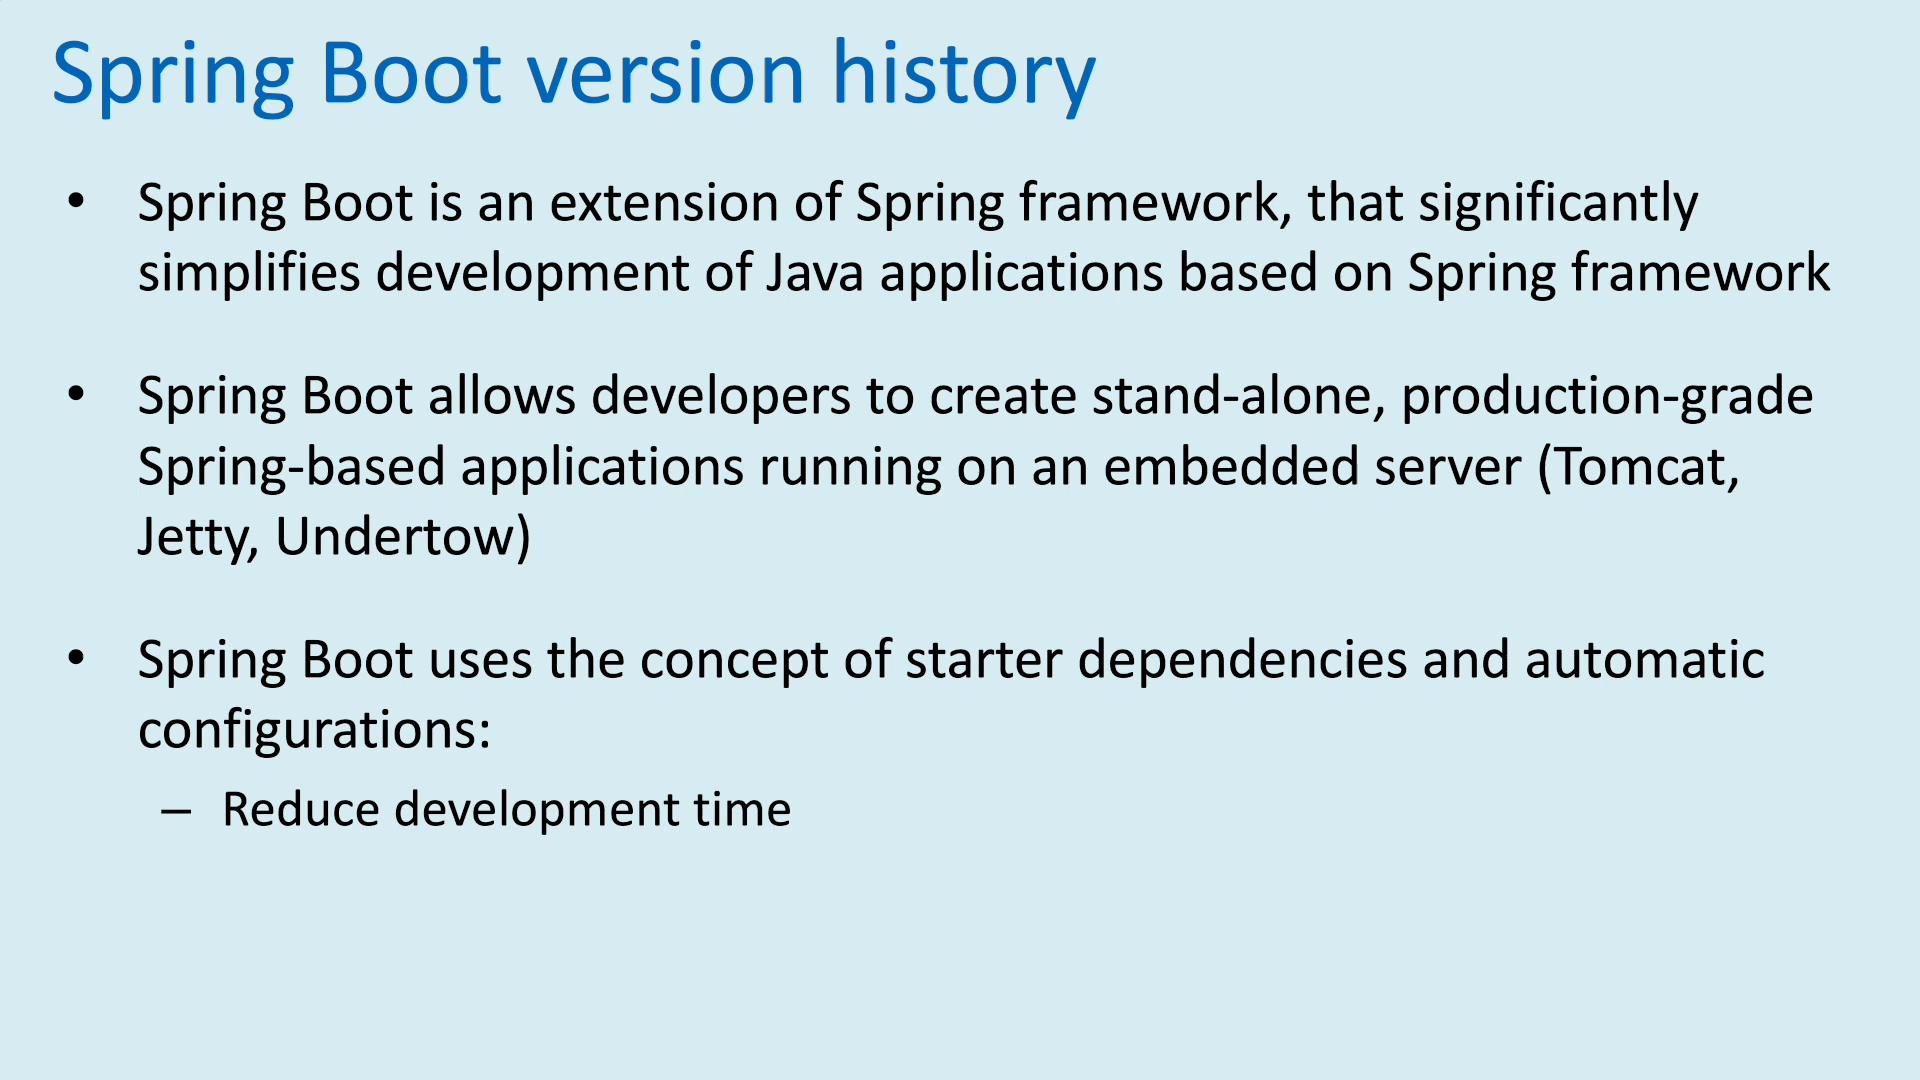 Spring Boot version history
• Spring Boot is an extension of Spring framework, that significantly
simplifies development of Java applications based on Spring framework
• Spring Boot allows developers to create stand-alone, production-grade
Spring-based applications running on an embedded server (Tomcat,
Jetty, Undertow)
• Spring Boot uses the concept of starter dependencies and automatic
configurations:
– Reduce development time